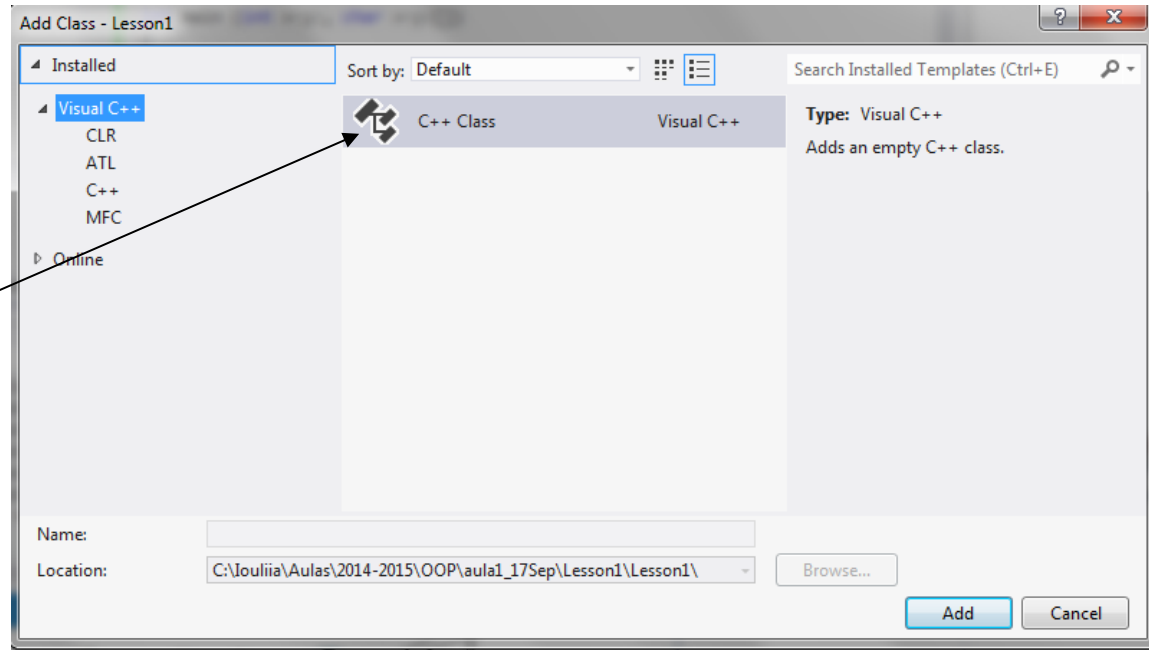 Add Class - Lesson1
Installed
Sort by: Default
Search Installed Templates (Ctrl+E)
Visual C++
CLR
ATL
C++
MFC
Online
C++ Class Visual C++
Type: Visual C++
Adds an empty C++ class.
Name:
Location: C:\Iouliia\Aulas\2014-2015\OOP\aula1_17Sep\Lesson1\Lesson1\
Browse...
Add Cancel